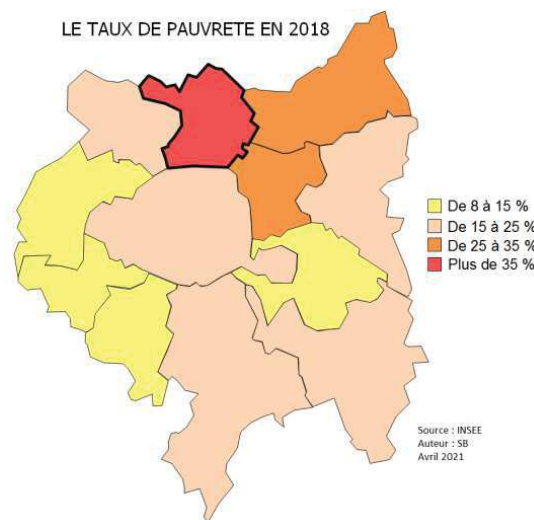 LE TAUX DE PAUVRETE EN 2018
De 8 à 15 %
De 15 à 25 %
De 25 à 35 %
Plus de 35 %
Source : INSEE
Auteur : SB
Avril 2021